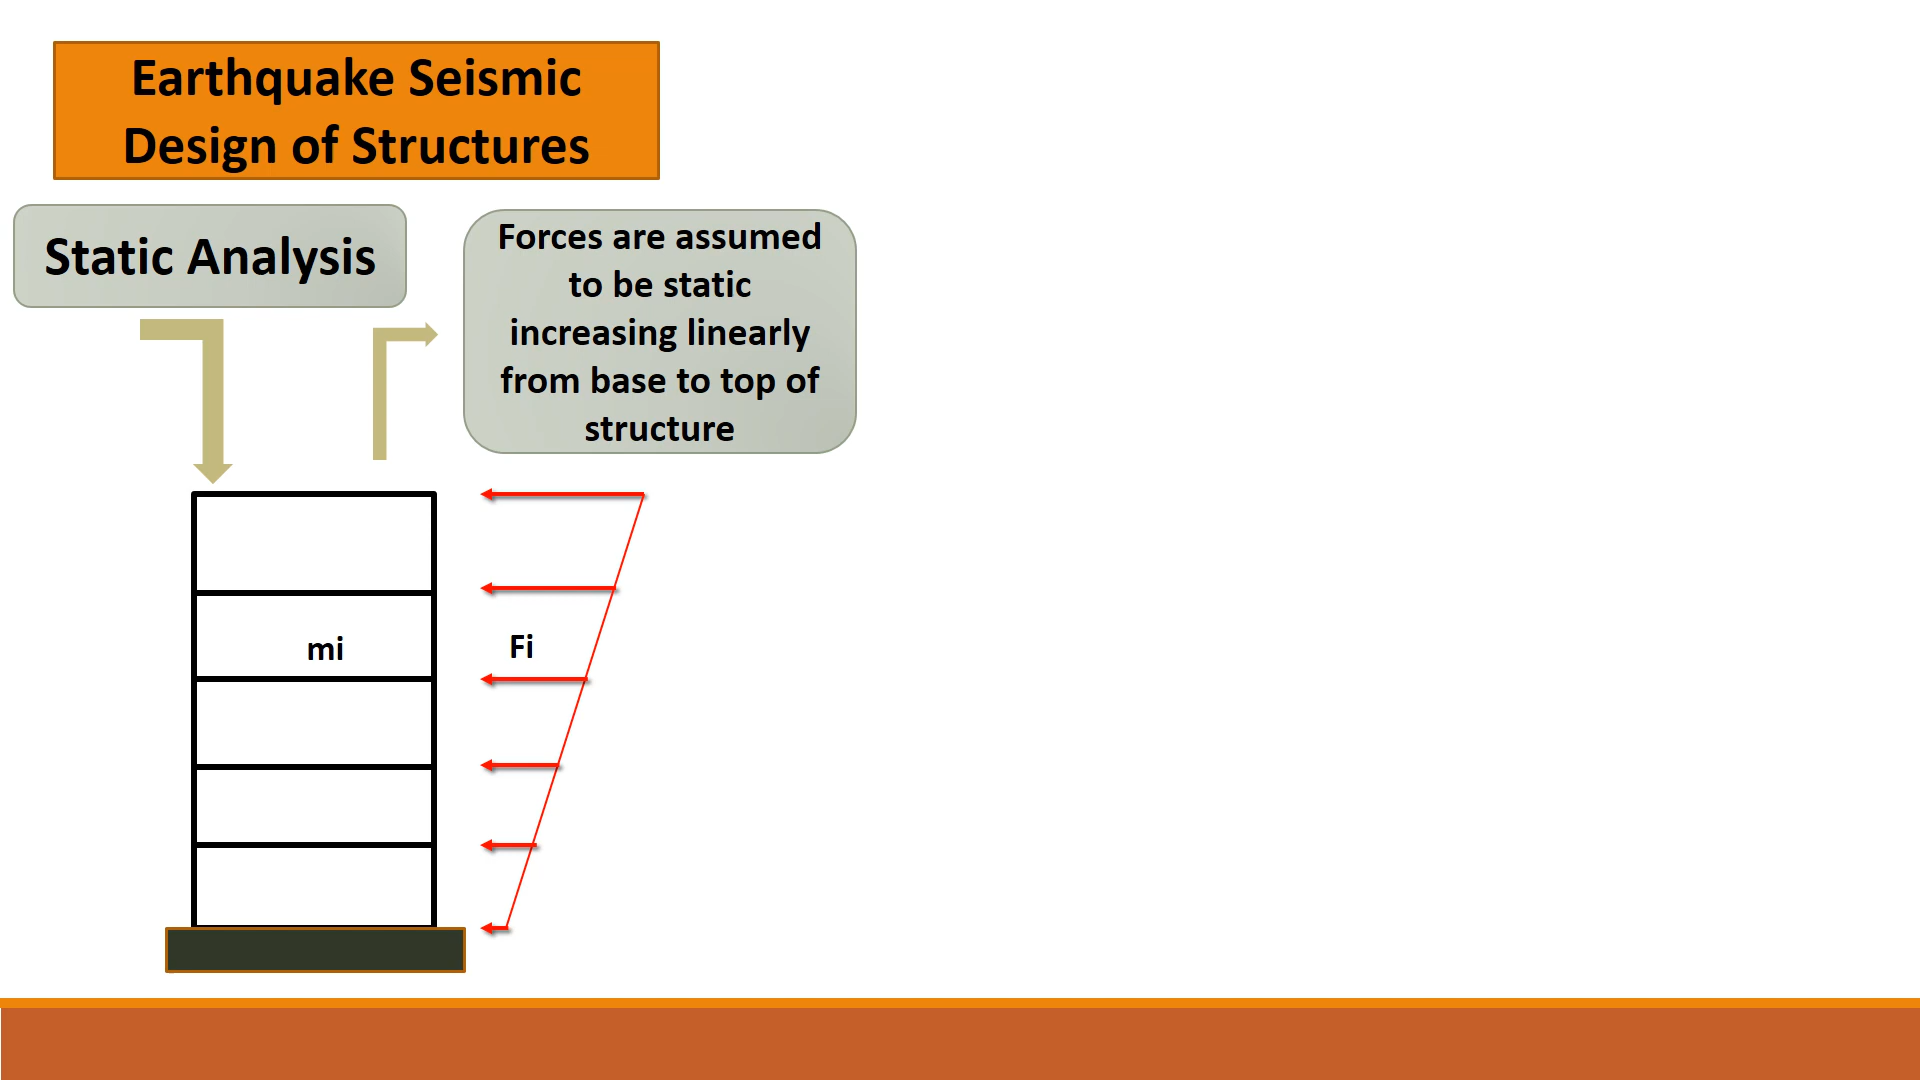 Earthquake Seismic
Design of Structures
Static Analysis
Forces are assumed
to be static
increasing linearly
from base to top of
structure
mi
Fi